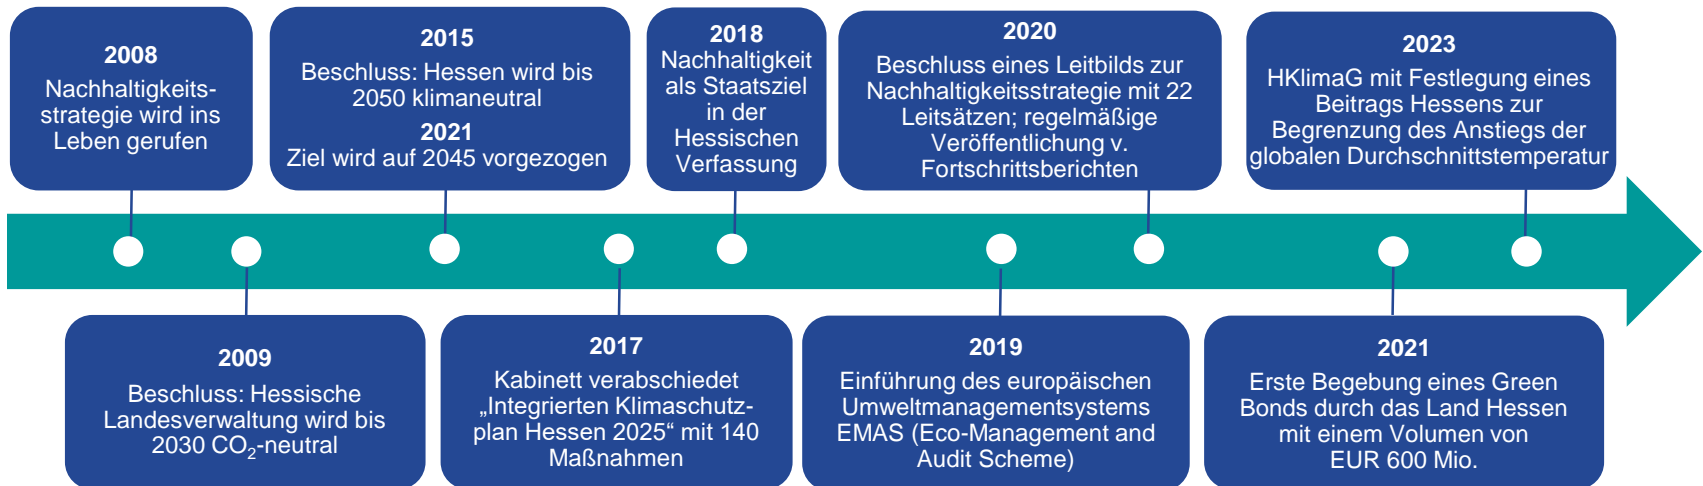 2008
Nachhaltigkeits-
strategie wird ins
Leben gerufen
2015
Beschluss: Hessen wird bis
2050 klimaneutral
2021
Ziel wird auf 2045 vorgezogen
2018
Nachhaltigkeit
als Staatsziel
in der
Hessischen
Verfassung
2020
Beschluss eines Leitbilds zur
Nachhaltigkeitsstrategie mit 22
Leitsätzen; regelmäßige
Veröffentlichung v.
Fortschrittsberichten
2023
HKlimaG mit Festlegung eines
Beitrags Hessens zur
Begrenzung des Anstiegs der
globalen Durchschnittstemperatur
2009
Beschluss: Hessische
Landesverwaltung wird bis
2030 CO₂-neutral
2017
Kabinett verabschiedet
„Integrierten Klimaschutz-
plan Hessen 2025“ mit 140
Maßnahmen
2019
Einführung des europäischen
Umweltmanagementsystems
EMAS (Eco-Management and
Audit Scheme)
2021
Erste Begebung eines Green
Bonds durch das Land Hessen
mit einem Volumen von
EUR 600 Mio.